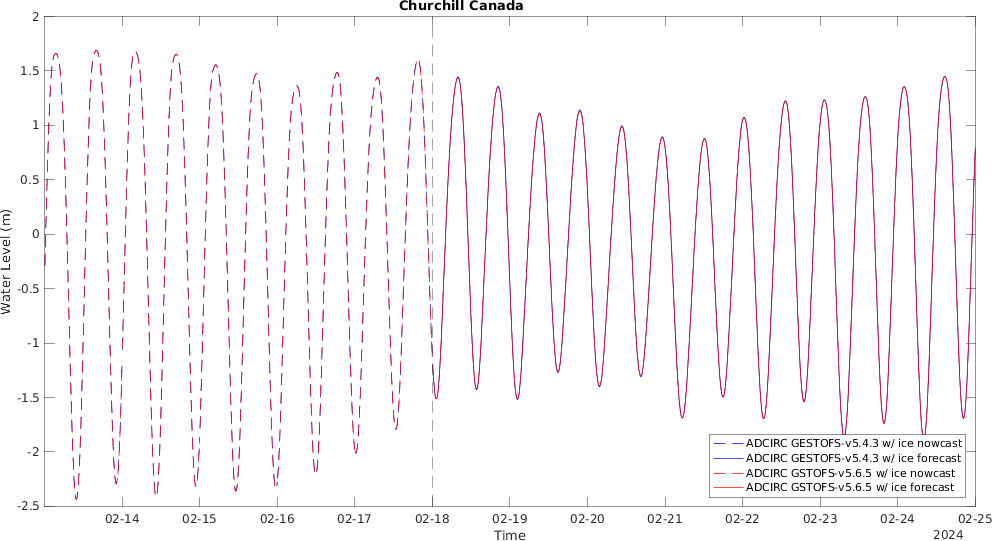 Churchill Canada
2
1.5
1
0.5
0
-0.5
-1
-1.5
-2
-2.5
Water Level (m)
ADCIRC GESTOFS-v5.4.3 w/ ice nowcast
ADCIRC GESTOFS-v5.4.3 w/ ice forecast
ADCIRC GSTOFS-v5.6.5 w/ ice nowcast
ADCIRC GSTOFS-v5.6.5 w/ ice forecast
02-14 02-15 02-16 02-17 02-18 02-19 02-20 02-21 02-22 02-23 02-24 02-25
Time 2024